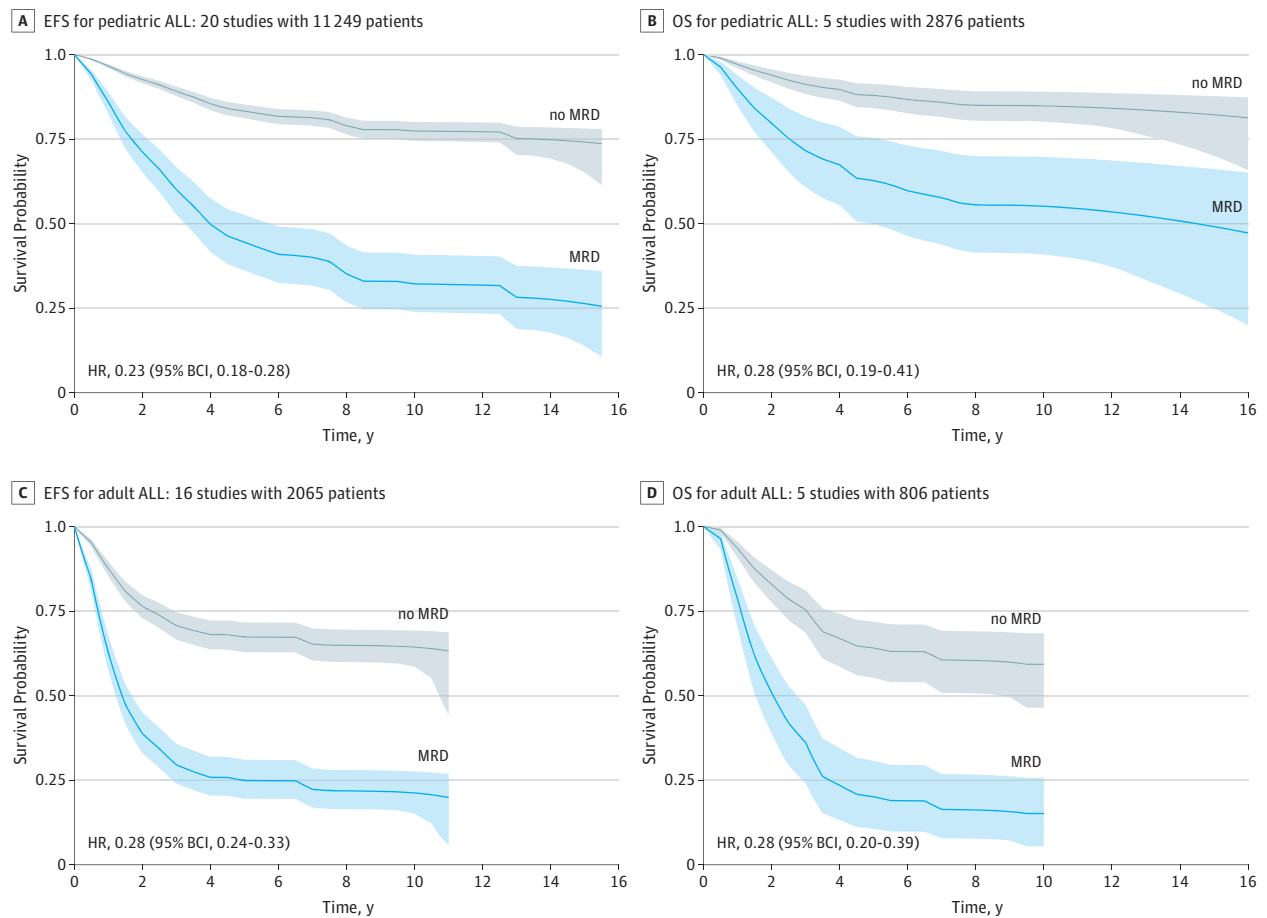 A EFS for pediatric ALL: 20 studies with 11 249 patients
1.0
0.75
0.50
0.25
0
Survival Probability
no MRD
MRD
HR, 0.23 (95% BCI, 0.18-0.28)
0 2 4 6 8 10 12 14 16
Time, y
B OS for pediatric ALL: 5 studies with 2876 patients
1.0
0.75
0.50
0.25
0
Survival Probability
no MRD
MRD
HR, 0.28 (95% BCI, 0.19-0.41)
0 2 4 6 8 10 12 14 16
Time, y
C EFS for adult ALL: 16 studies with 2065 patients
1.0
0.75
0.50
0.25
0
Survival Probability
no MRD
MRD
HR, 0.28 (95% BCI, 0.24-0.33)
0 2 4 6 8 10 12 14 16
Time, y
D OS for adult ALL: 5 studies with 806 patients
1.0
0.75
0.50
0.25
0
Survival Probability
no MRD
MRD
HR, 0.28 (95% BCI, 0.20-0.39)
0 2 4 6 8 10 12 14 16
Time, y